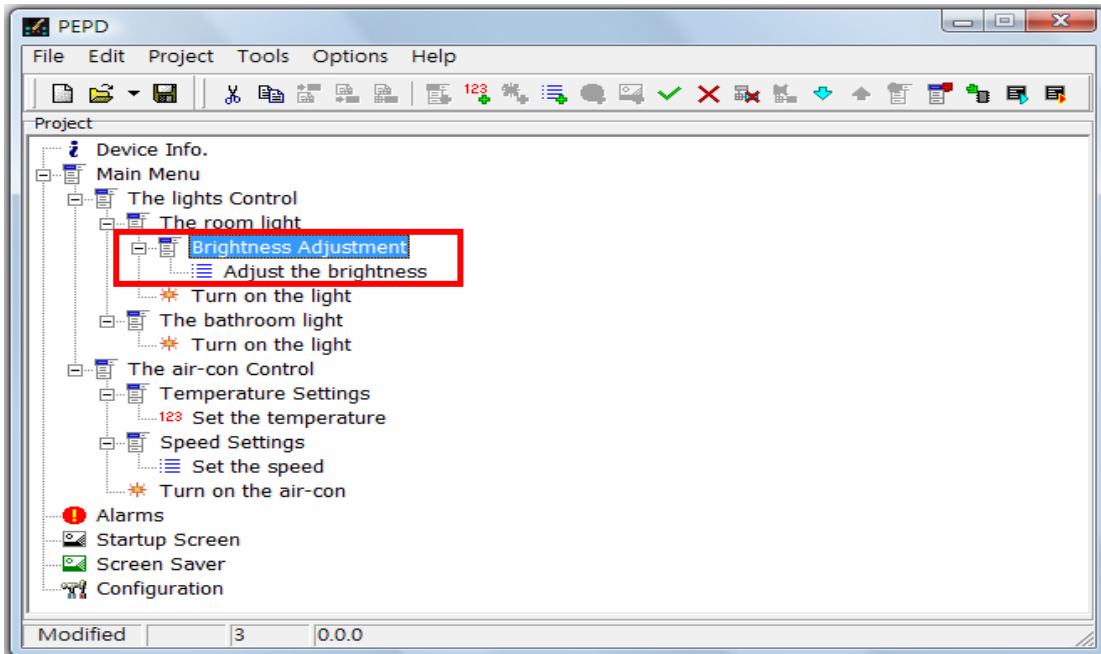 PEPD
File Edit Project Tools Options Help
123
Project
Device Info.
Main Menu
The lights Control
The room light
Brightness Adjustment
Adjust the brightness
Turn on the light
The bathroom light
Turn on the light
The air-con Control
Temperature Settings
123 Set the temperature
Speed Settings
Set the speed
Turn on the air-con
Alarms
Startup Screen
Screen Saver
Configuration
Modified 3 0.0.0